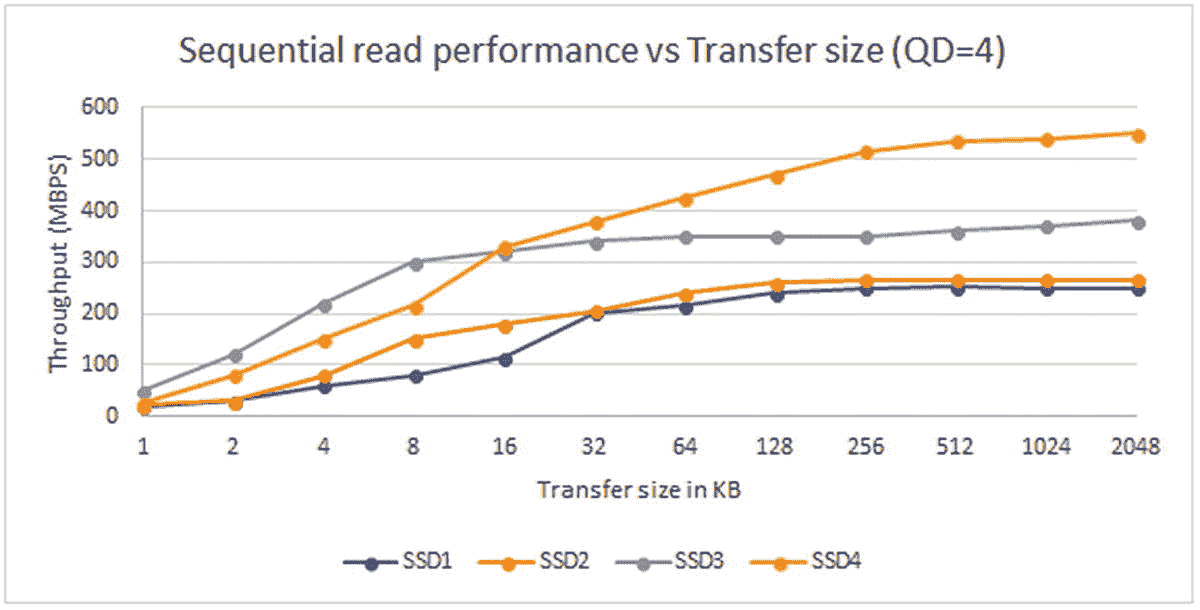 Sequential read performance vs Transfer size (QD=4)
Throughput (MBPS)
600
500
400
300
200
100
0
1 2 4 8 16 32 64 128 256 512 1024 2048
Transfer size in KB
SSD1 SSD2 SSD3 SSD4